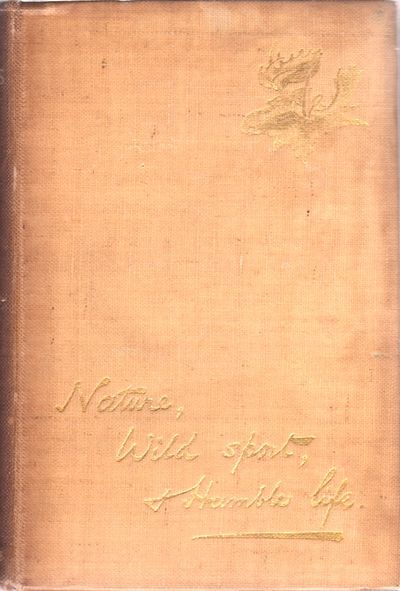 Nature,
Wild sport,
& Humble life.